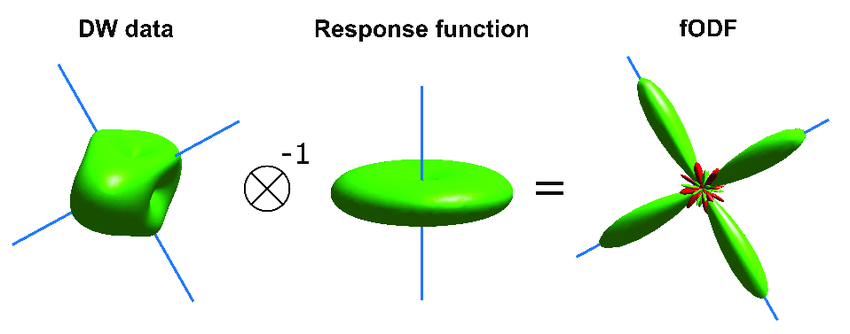 DW data
Response function
fODF
-1
=